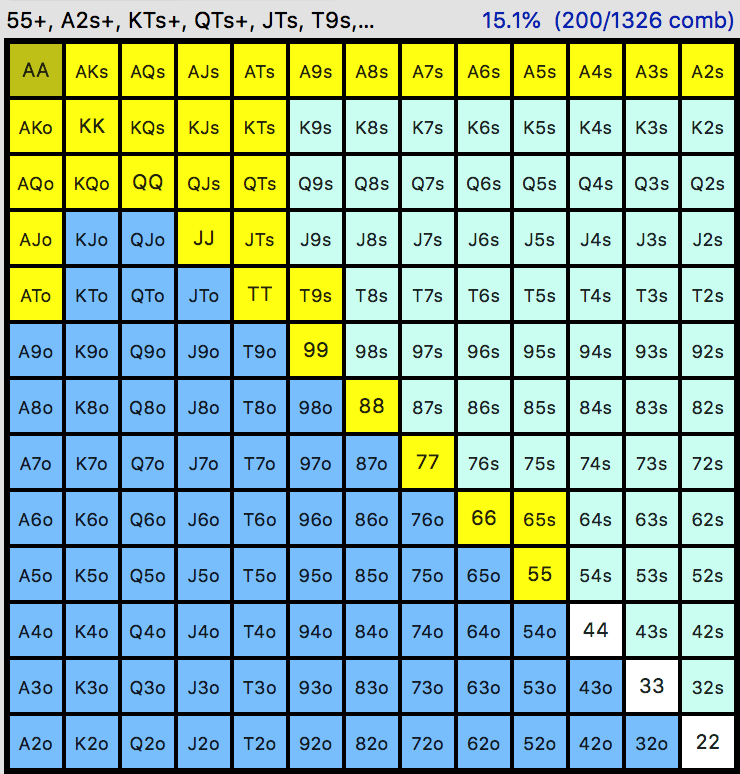 55+, A2s+, KTs+, QTs+, JTs, T9s,... 15.1% (200/1326 comb)
AA AKs AQs AJs ATs A9s A8s A7s A6s A5s A4s A3s A2s
AKo KK KQs KJs KTs K9s K8s K7s K6s K5s K4s K3s K2s
AQo KQo QQ QJs QTs Q9s Q8s Q7s Q6s Q5s Q4s Q3s Q2s
AJo KJo QJo JJ JTs J9s J8s J7s J6s J5s J4s J3s J2s
ATo KTo QTo JTo TT T9s T8s T7s T6s T5s T4s T3s T2s
A9o K9o Q9o J9o T9o 99 98s 97s 96s 95s 94s 93s 92s
A8o K8o Q8o J8o T8o 98o 88 87s 86s 85s 84s 83s 82s
A7o K7o Q7o J7o T7o 97o 87o 77 76s 75s 74s 73s 72s
A6o K6o Q6o J6o T6o 96o 86o 76o 66 65s 64s 63s 62s
A5o K5o Q5o J5o T5o 95o 85o 75o 65o 55 54s 53s 52s
A4o K4o Q4o J4o T4o 94o 84o 74o 64o 54o 44 43s 42s
A3o K3o Q3o J3o T3o 93o 83o 73o 63o 53o 43o 33 32s
A2o K2o Q2o J2o T2o 92o 82o 72o 62o 52o 42o 32o 22